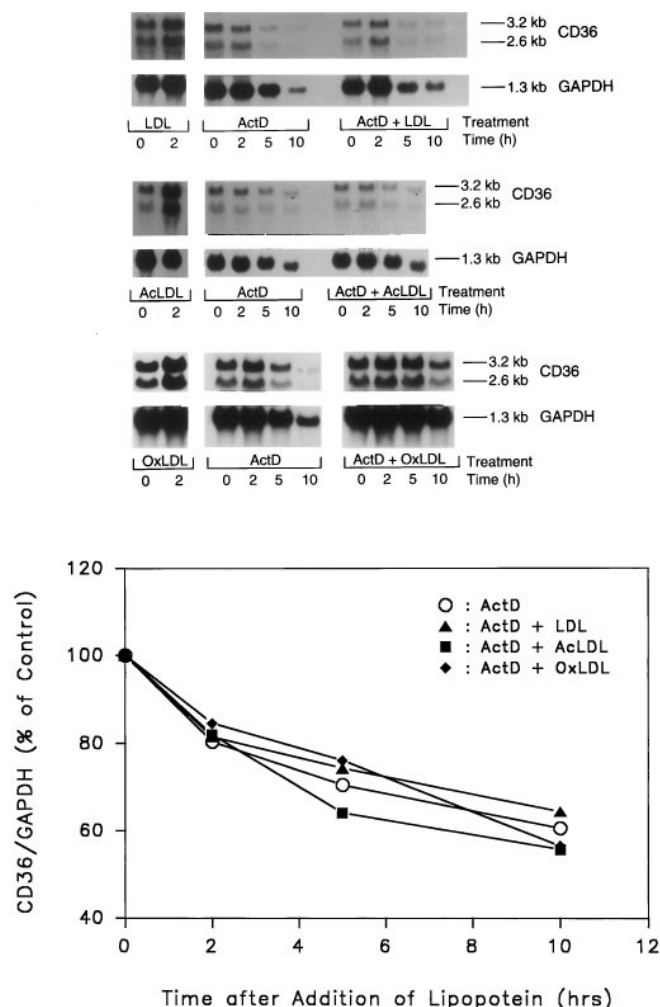 3.2 kb
CD36
2.6 kb
1.3 kb GAPDH
LDL ActD ActD + LDL Treatment
0 2 0 2 5 10 0 2 5 10 Time (h)
3.2 kb
CD36
2.6 kb
1.3 kb GAPDH
AcLDL ActD ActD + AcLDL Treatment
0 2 0 2 5 10 0 2 5 10 Time (h)
3.2 kb
CD36
2.6 kb
1.3 kb GAPDH
OxLDL ActD ActD + OxLDL Treatment
0 2 0 2 5 10 0 2 5 10 Time (h)
CD36/GAPDH (% of Control)
120
100
80
60
40
: ActD
: ActD + LDL
: ActD + AcLDL
: ActD + OxLDL
0 2 4 6 8 10 12
Time after Addition of Lipopotein (hrs)